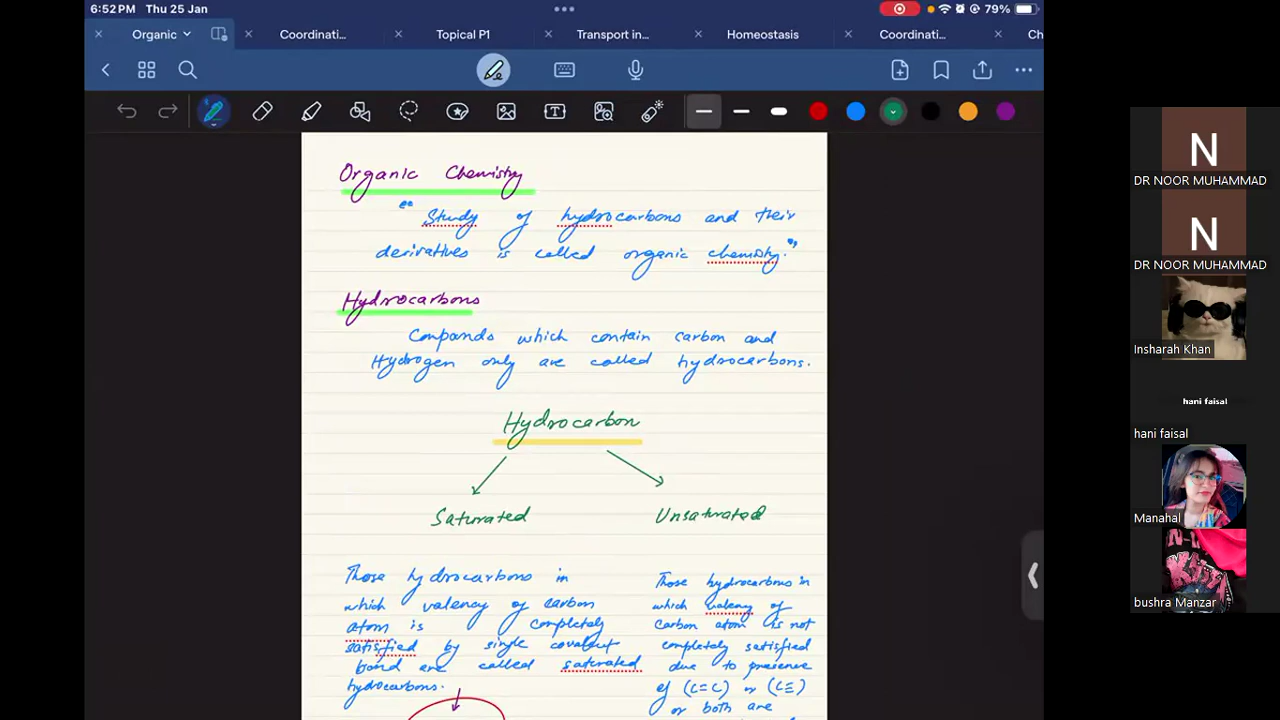 6:52 PM Thu 25 Jan
79%
Organic
Coordinati...
Topical P1
Transport in...
Homeostasis
Coordinati...
Ch
Organic Chemistry
"Study of hydrocarbons and their
derivatives is called organic chemistry."
Hydrocarbons
Compands which contain carbon and
Hydrogen only are called hydrocarbons.
Hydrocarbon
Saturated
Unsaturated
Those hydrocarbons in
which valency of carbon
atom is completely
satisfied by single covalent
bond are called saturated
hydrocarbons.
Those hydrocarbons in
which valency of
carbon atom is not
completely satisfied
due to presence
of (C=C) or (C≡)
or both are
N
DR NOOR MUHAMMAD
N
DR NOOR MUHAMMAD
Insharah Khan
hani faisal
hani faisal
Manahal
bushra Manzar